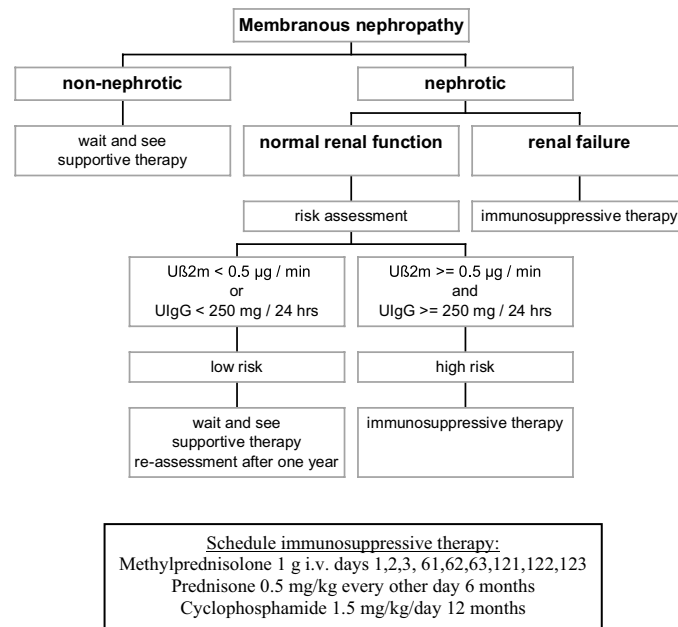 Membranous nephropathy
non-nephrotic
nephrotic
wait and see
supportive therapy
normal renal function
renal failure
risk assessment
immunosuppressive therapy
Uß2m < 0.5 µg / min
or
UIgG < 250 mg / 24 hrs
Uß2m >= 0.5 µg / min
and
UIgG >= 250 mg / 24 hrs
low risk
high risk
wait and see
supportive therapy
re-assessment after one year
immunosuppressive therapy
Schedule immunosuppressive therapy:
Methylprednisolone 1 g i.v. days 1,2,3, 61,62,63,121,122,123
Prednisone 0.5 mg/kg every other day 6 months
Cyclophosphamide 1.5 mg/kg/day 12 months